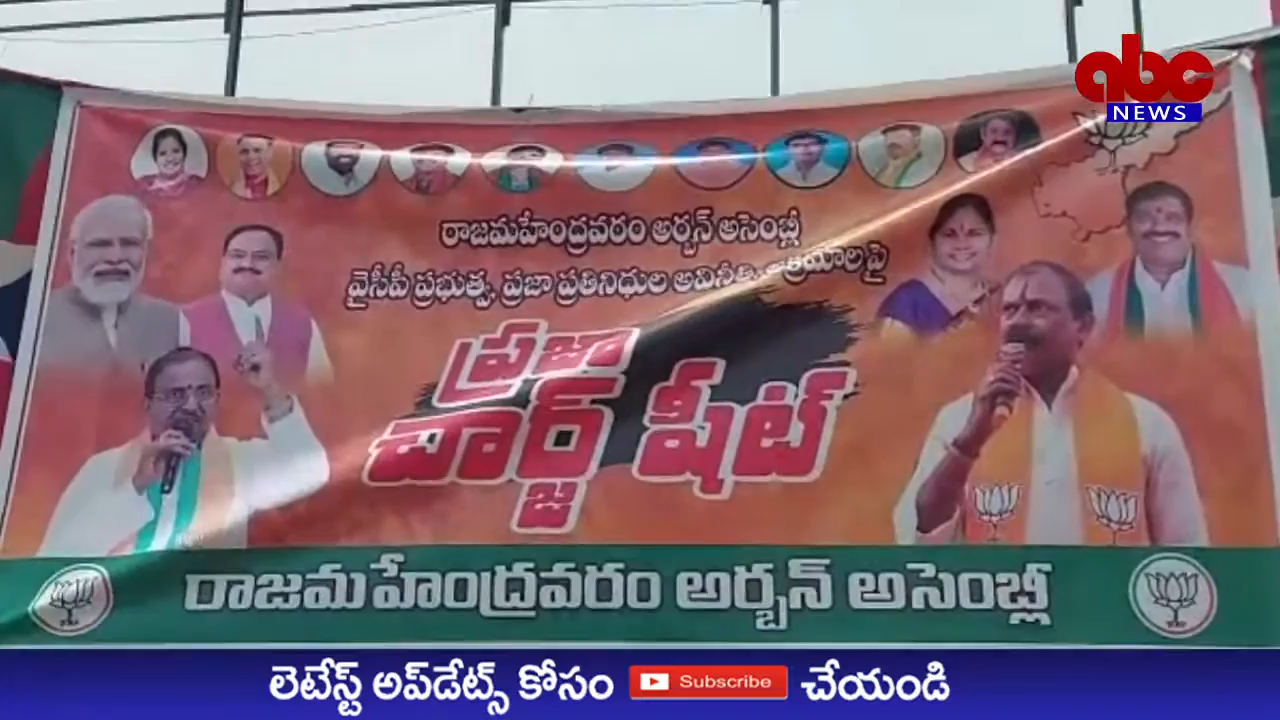 abc
NEWS
రాజమహేంద్రవరం అర్బన్ అసెంబ్లీ
వైసీపీ ప్రభుత్వ, ప్రజా ప్రతినిధుల అవినీతి
ప్రజా
చార్జ్ షీట్
రాజమహేంద్రవరం అర్బన్ అసెంబ్లీ
లెటేస్ట్ అప్‌డేట్స్ కోసం Subscribe చేయండి